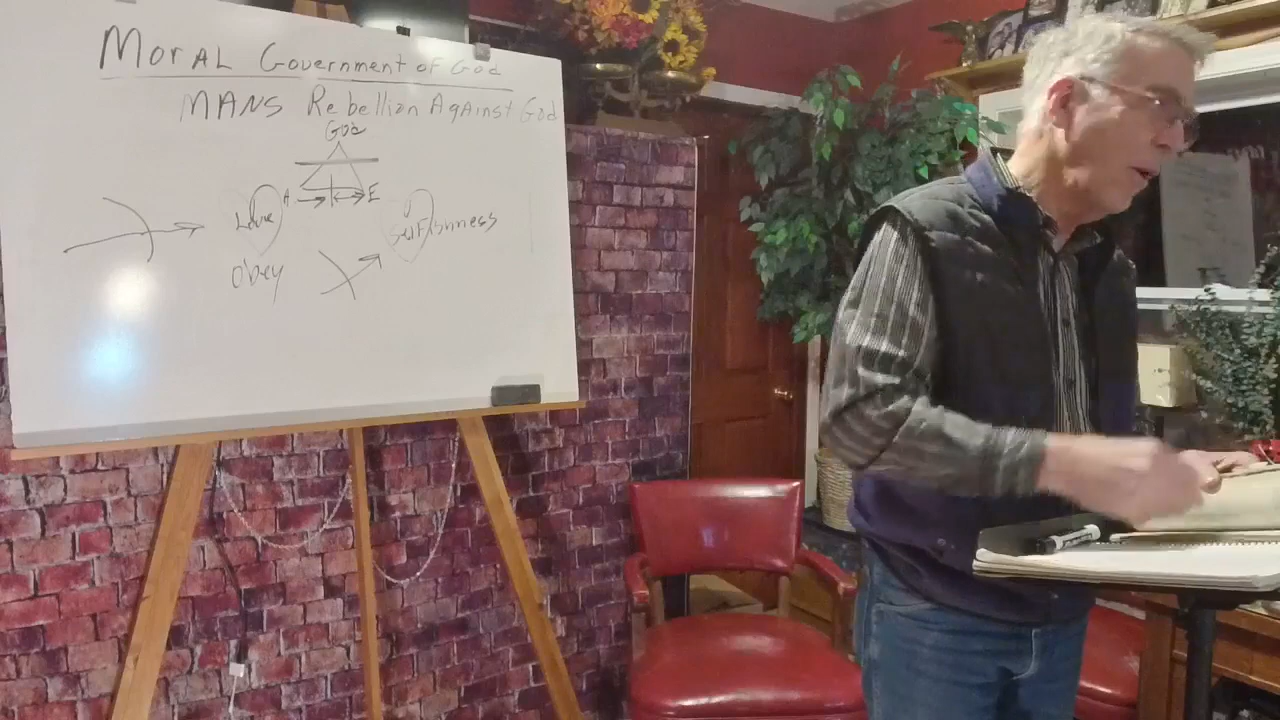 MORAL Government of God
MANS Rebellion Against God
God
A E
Love Selfishness
obey